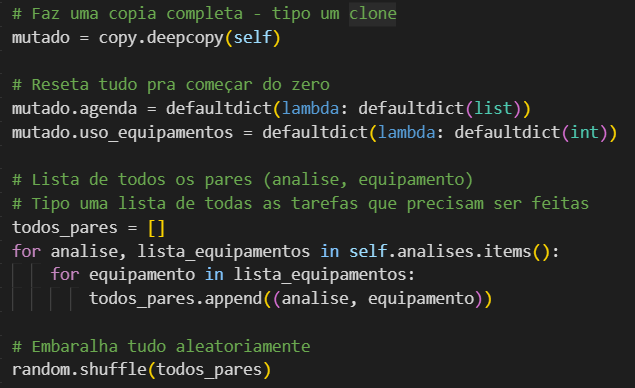 # Faz uma copia completa - tipo um clone
mutado = copy.deepcopy(self)
# Reseta tudo pra começar do zero
mutado.agenda = defaultdict(lambda: defaultdict(list))
mutado.uso_equipamentos = defaultdict(lambda: defaultdict(int))
# Lista de todos os pares (analise, equipamento)
# Tipo uma lista de todas as tarefas que precisam ser feitas
todos_pares = []
for analise, lista_equipamentos in self.analises.items():
    for equipamento in lista_equipamentos:
        todos_pares.append((analise, equipamento))
# Embaralha tudo aleatoriamente
random.shuffle(todos_pares)